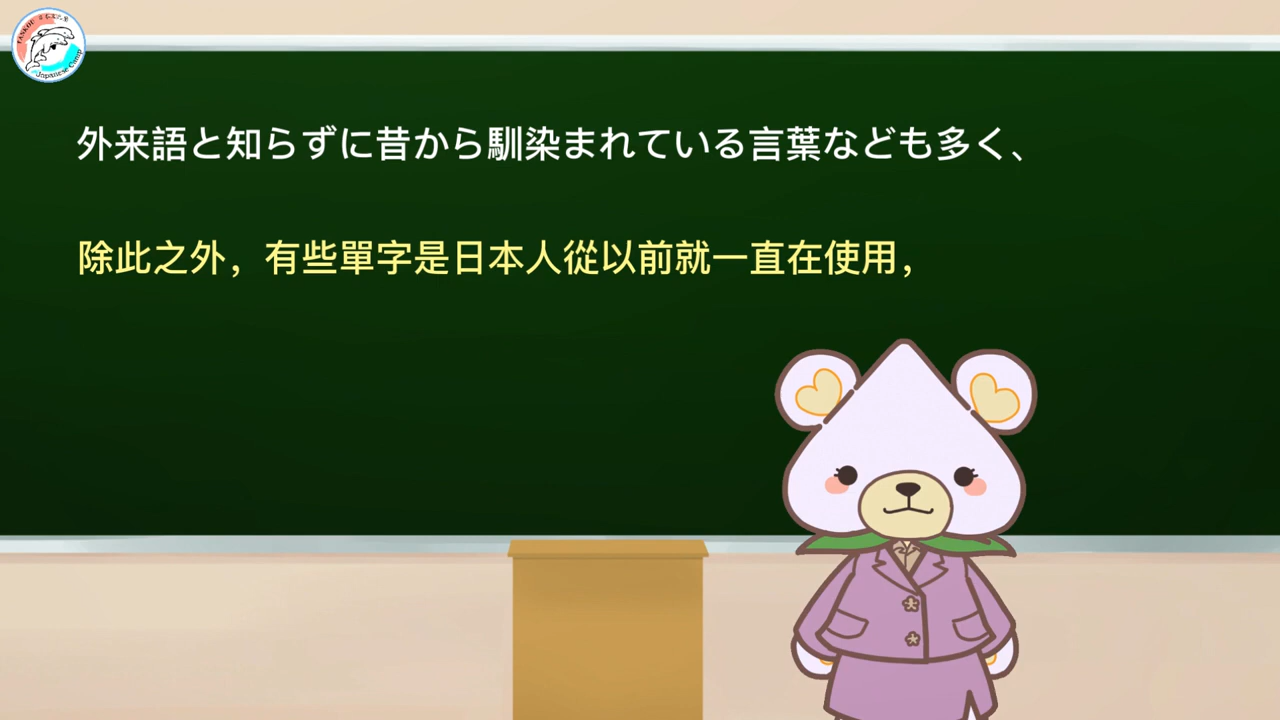 外来語と知らずに昔から馴染まれている言葉なども多く、
除此之外，有些單字是日本人從以前就一直在使用，
Japanese Camp